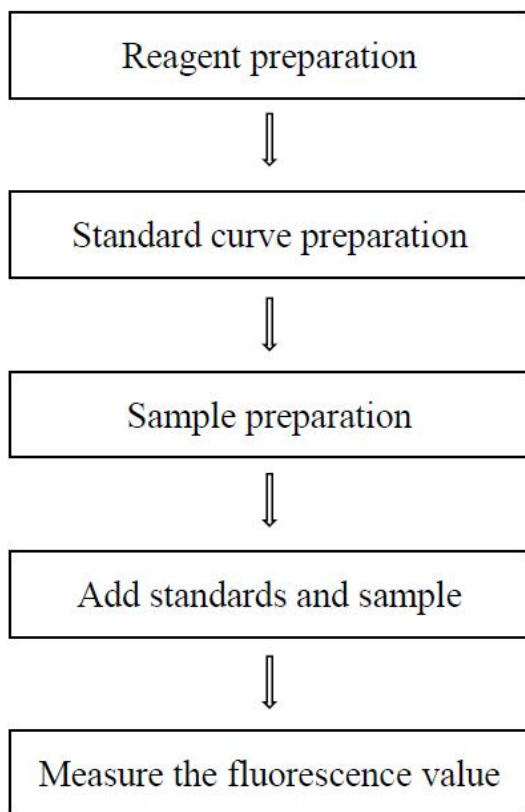 Reagent preparation
Standard curve preparation
Sample preparation
Add standards and sample
Measure the fluorescence value